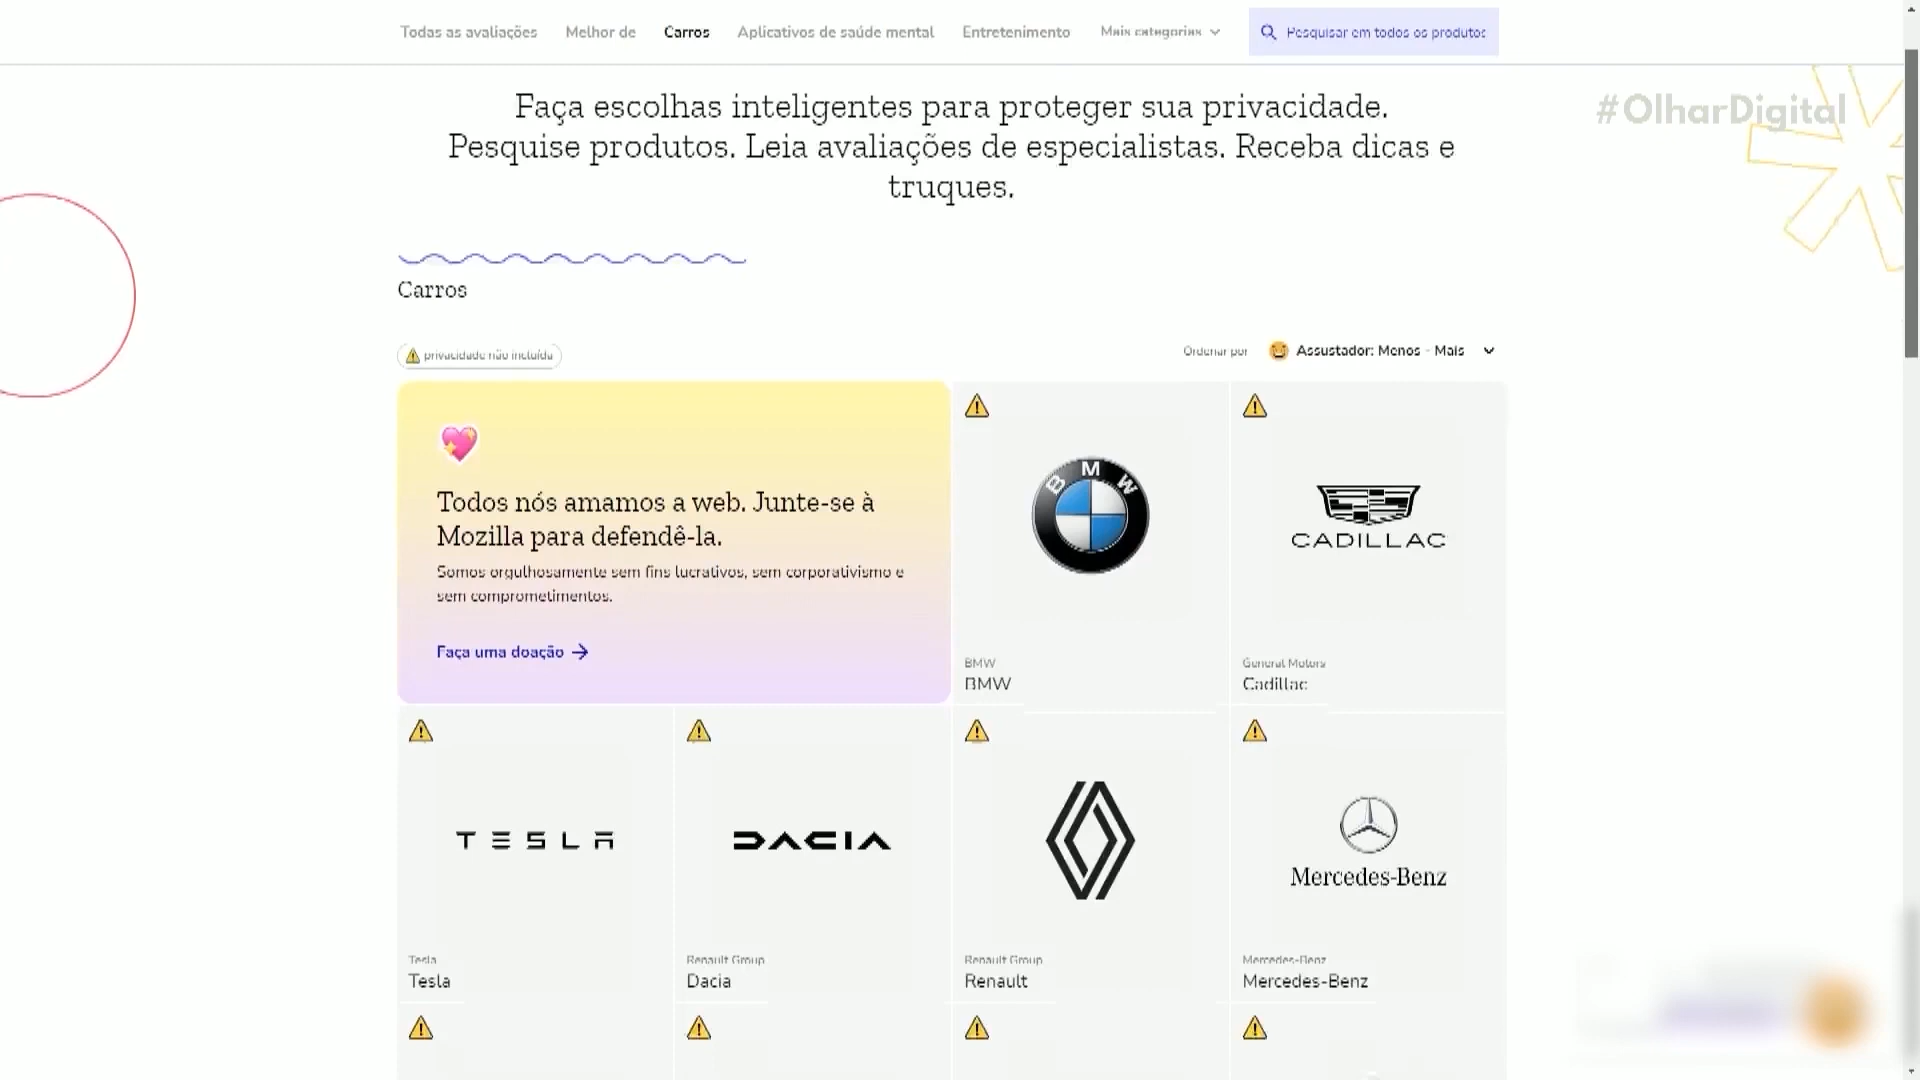 Todas as avaliações
Melhor de
Carros
Aplicativos de saúde mental
Entretenimento
Mais categorias
Pesquisar em todos os produtos
#OlharDigital
Faça escolhas inteligentes para proteger sua privacidade.
Pesquise produtos. Leia avaliações de especialistas. Receba dicas e
truques.
Carros
privacidade não incluída
Ordenar por
Assustador: Menos - Mais
Todos nós amamos a web. Junte-se à
Mozilla para defendê-la.
Somos orgulhosamente sem fins lucrativos, sem corporativismo e
sem comprometimentos.
Faça uma doação
BMW
BMW
BMW
CADILLAC
General Motors
Cadillac
TESLA
Tesla
Tesla
DACIA
Renault Group
Dacia
Renault Group
Renault
Mercedes-Benz
Mercedes-Benz
Mercedes-Benz